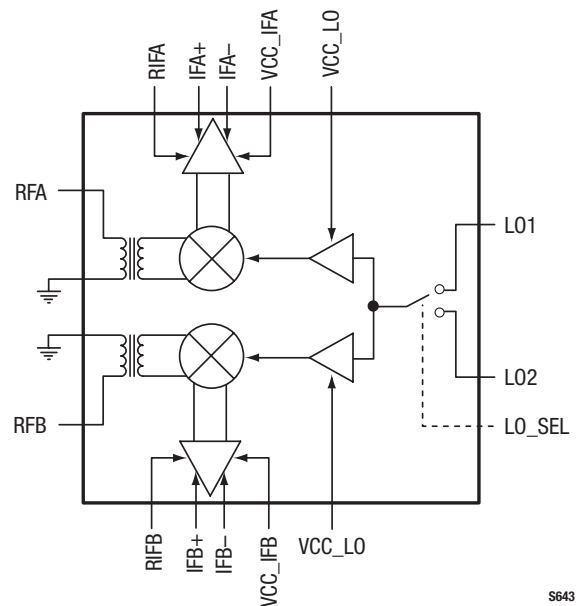 RIFA
IFA+
IFA–
VCC_IFA
VCC_LO
RFA
LO1
LO2
RFB
LO_SEL
RIFB
IFB+
IFB–
VCC_IFB
VCC_LO
S643